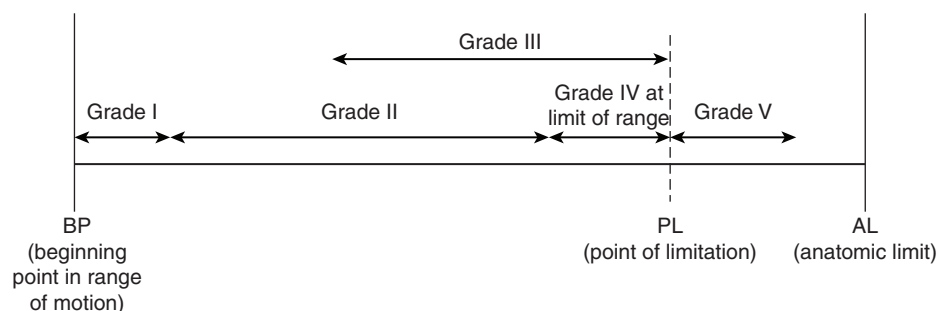 Grade III
Grade I
Grade II
Grade IV at
limit of range
Grade V
BP
(beginning
point in range
of motion)
PL
(point of limitation)
AL
(anatomic limit)